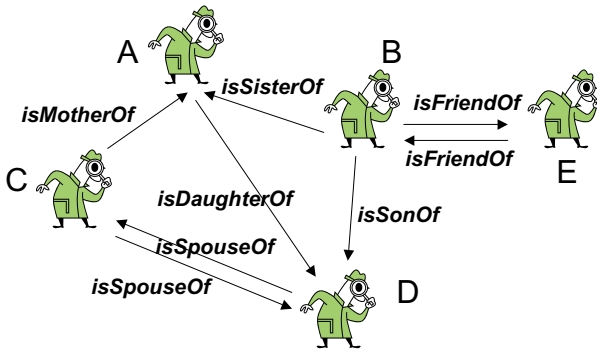 A
B
isSisterOf
isFriendOf
isMotherOf
isFriendOf
E
C
isDaughterOf
isSonOf
isSpouseOf
isSpouseOf
D